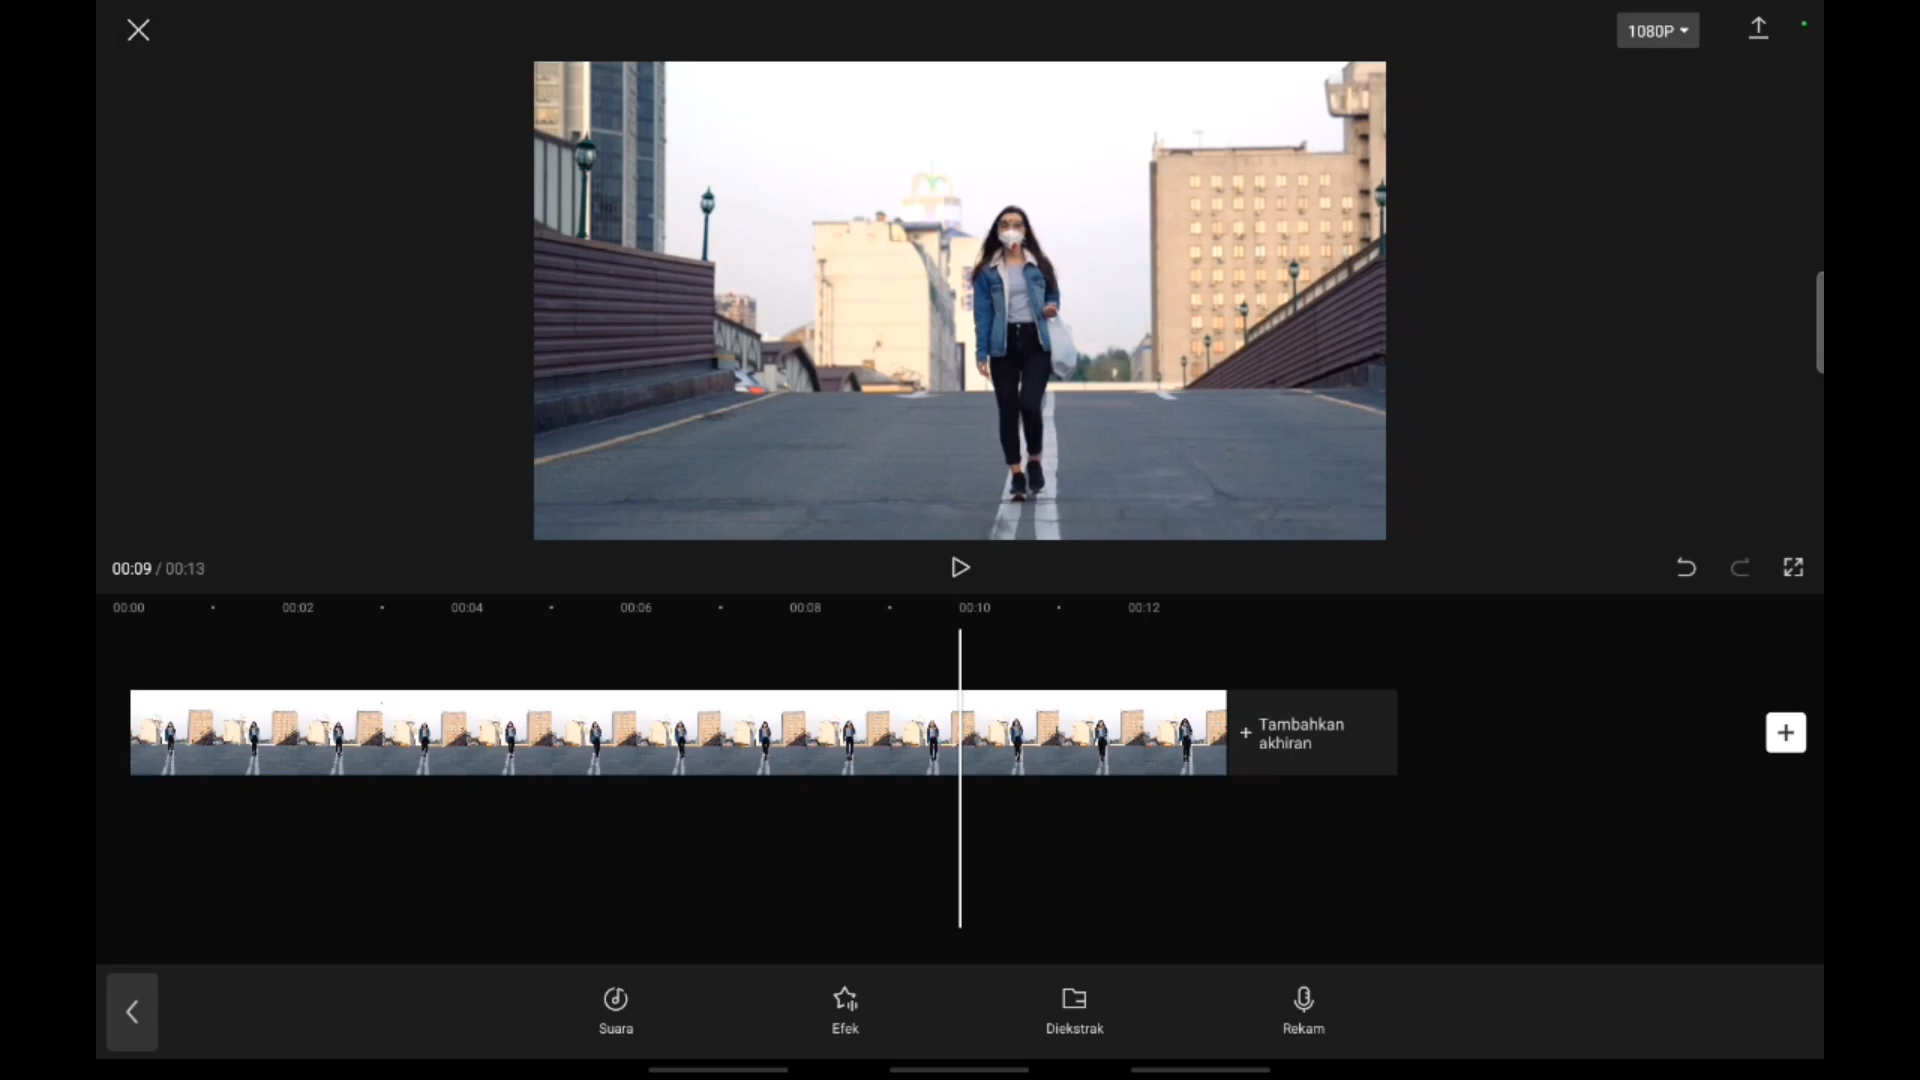 1080P
00:09 / 00:13
00:00 00:02 00:04 00:06 00:08 00:10 00:12
+ Tambahkan
akhiran
Suara Efek Diekstrak Rekam